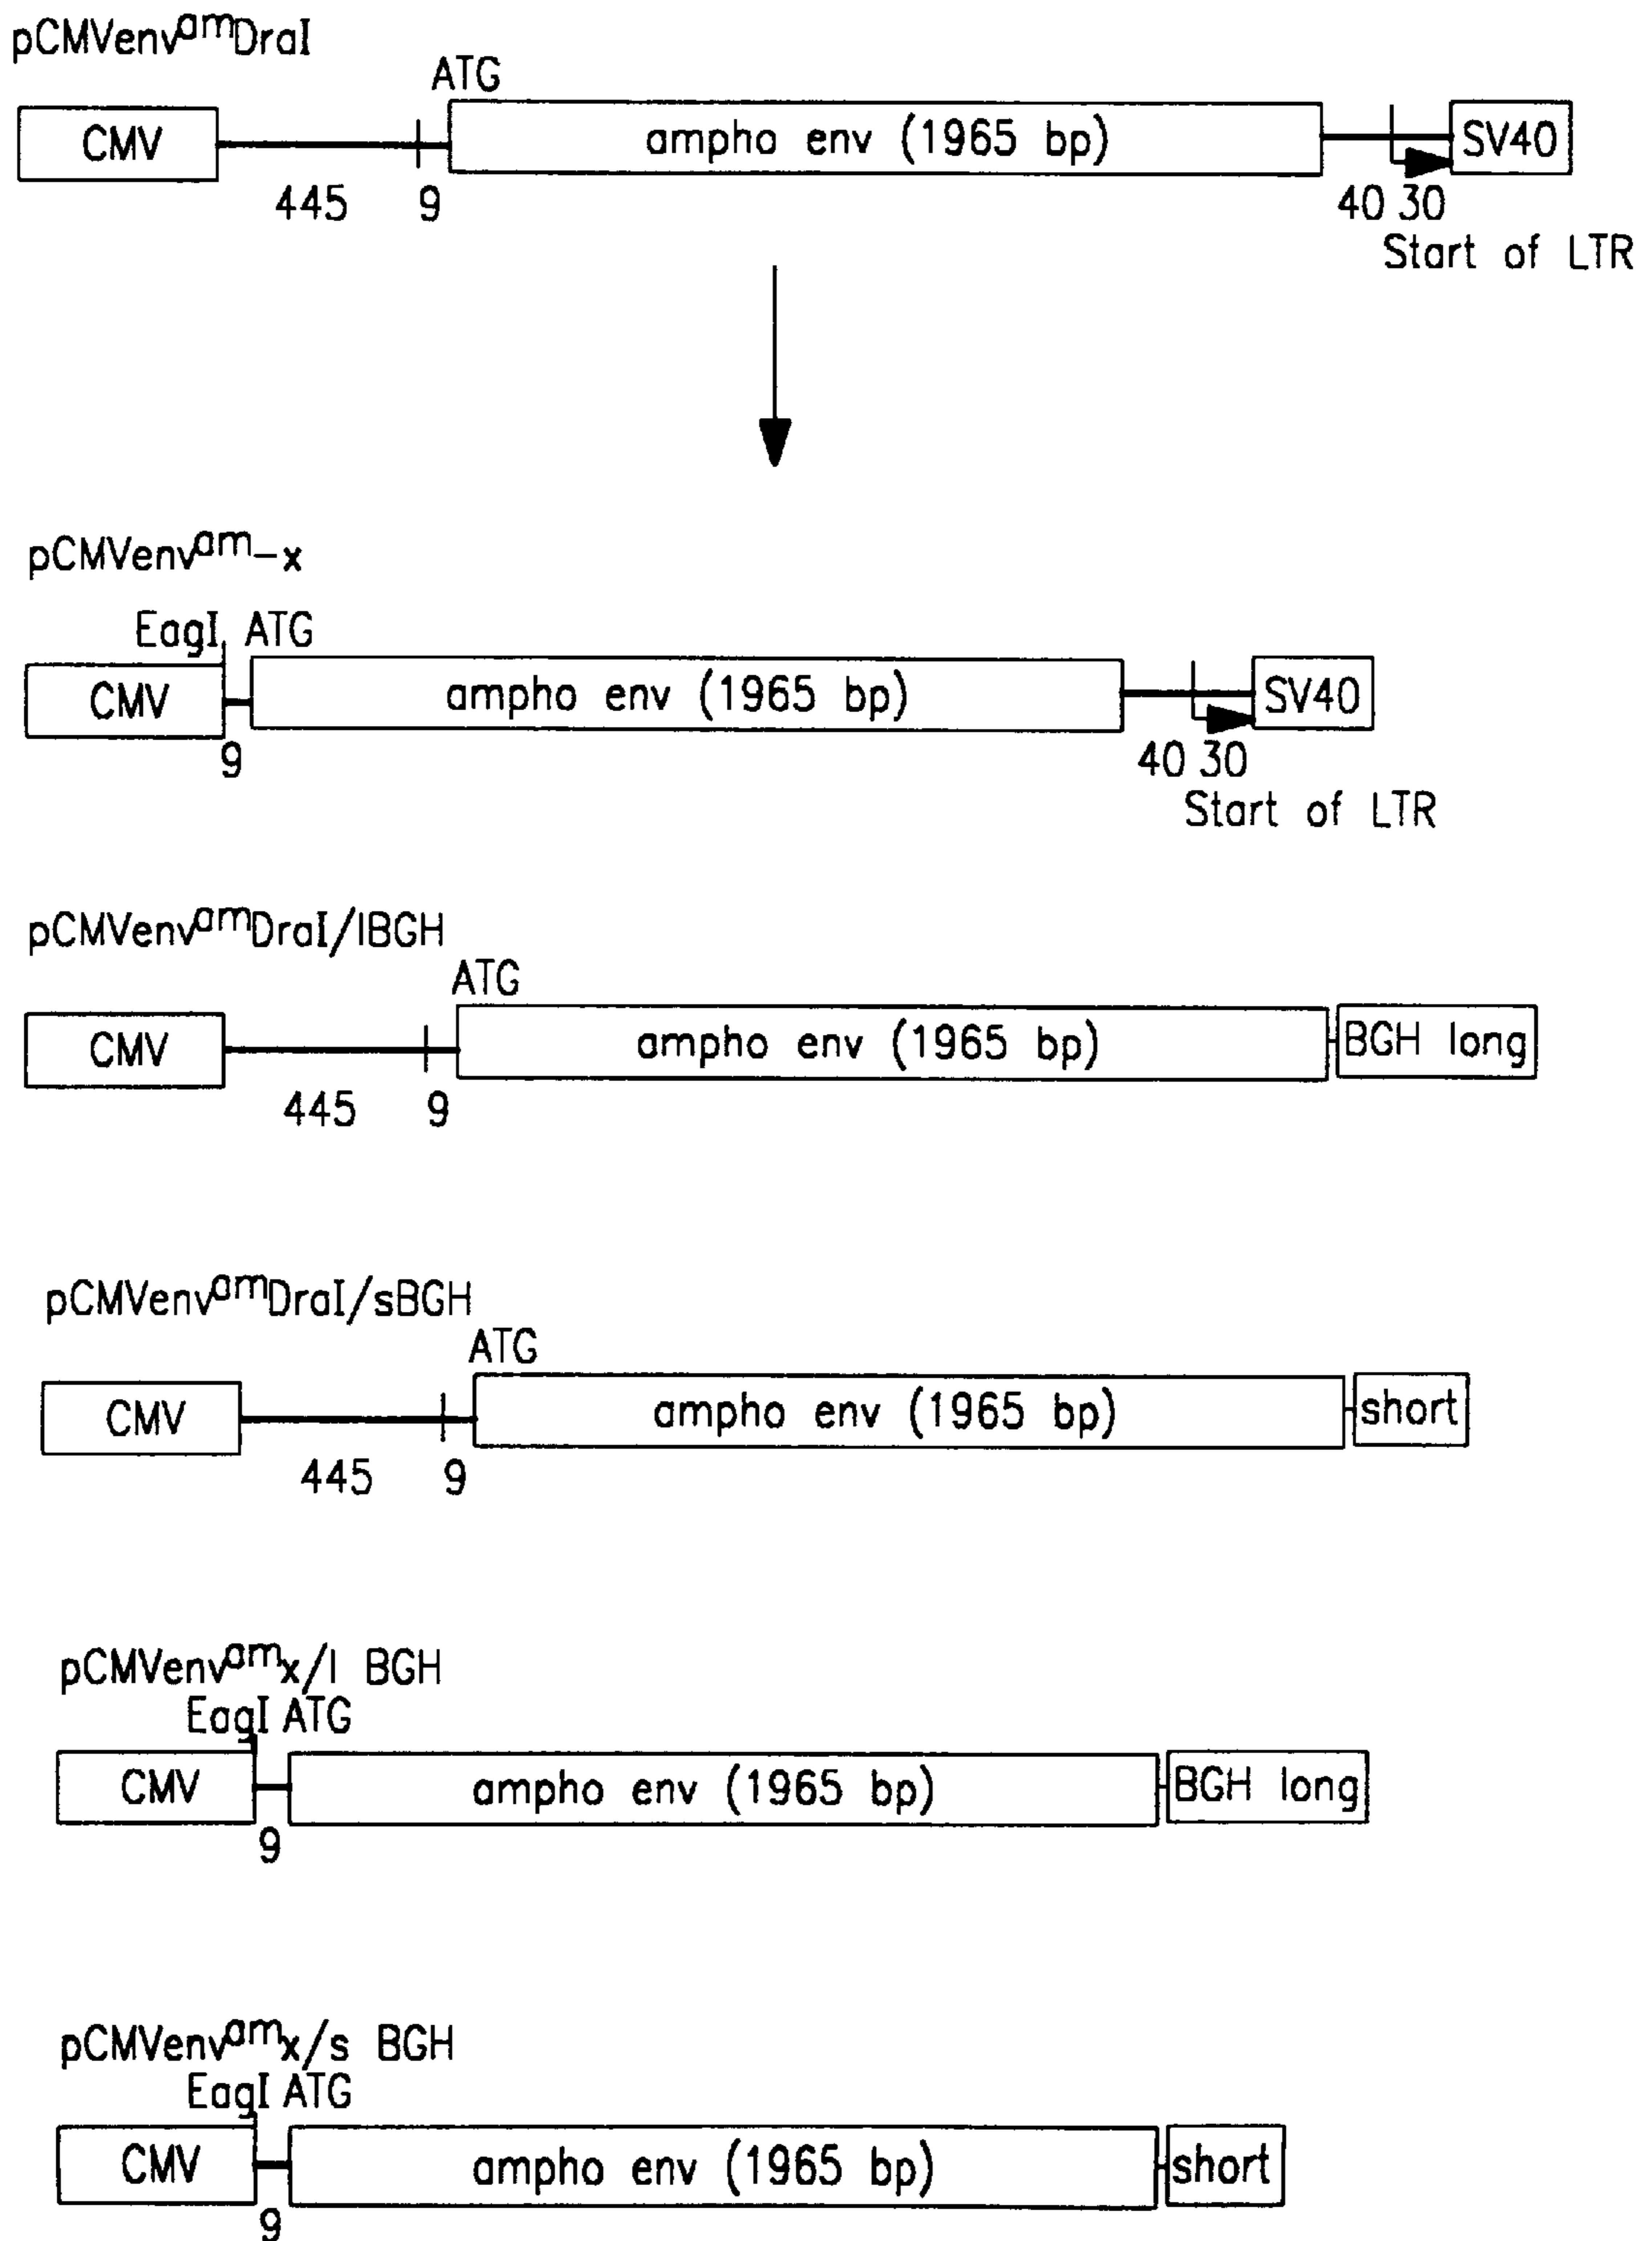 pCMVenvamDraI
ATG
CMV ampho env (1965 bp) SV40
445 9 40 30
Start of LTR
pCMVenvam-x
EagI ATG
CMV ampho env (1965 bp) SV40
9 40 30
Start of LTR
pCMVenvamDraI/lBGH
ATG
CMV ampho env (1965 bp) BGH long
445 9
pCMVenvamDraI/sBGH
ATG
CMV ampho env (1965 bp) short
445 9
pCMVenvamx/l BGH
EagI ATG
CMV ampho env (1965 bp) BGH long
9
pCMVenvamx/s BGH
EagI ATG
CMV ampho env (1965 bp) short
9